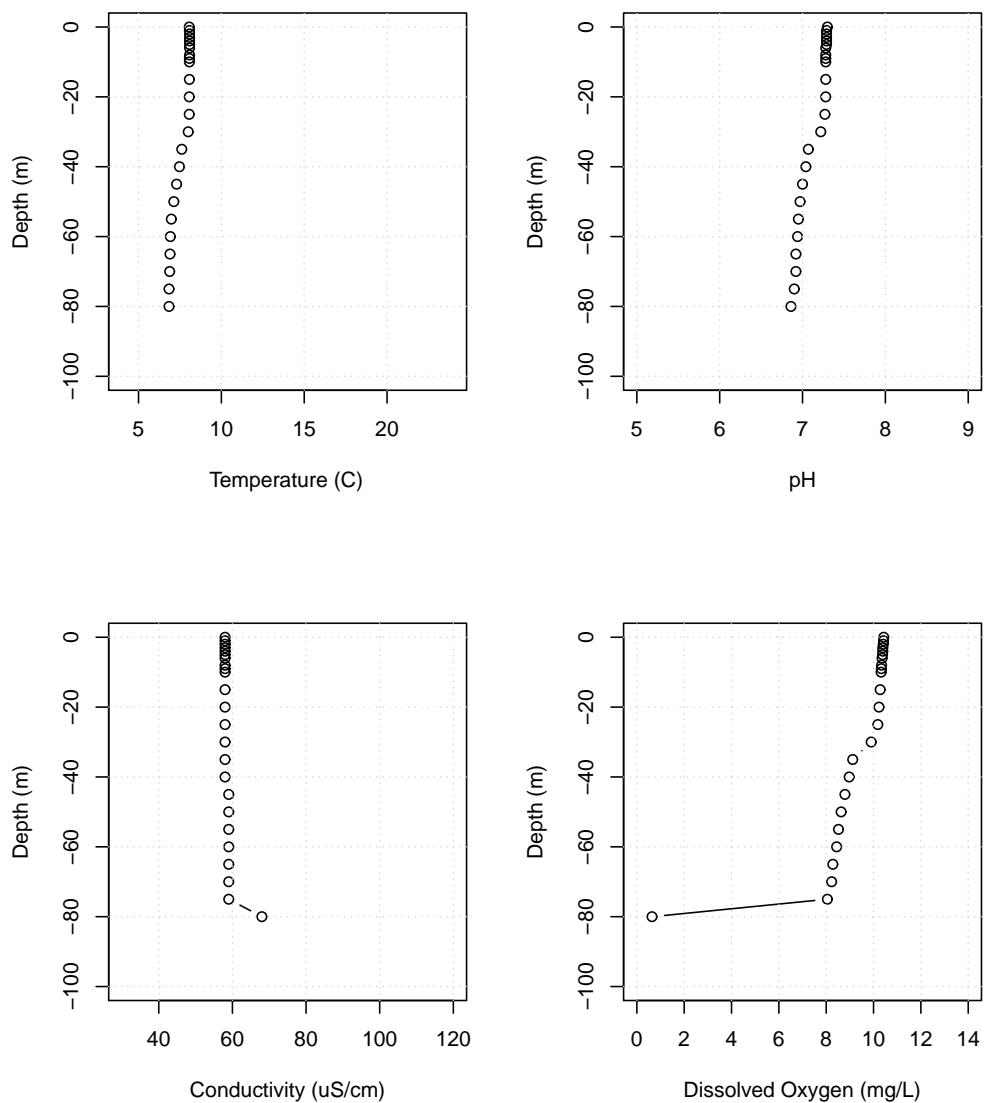 0
−20
−40
−60
−80
−100
Depth (m)
5 10 15 20
Temperature (C)
0
−20
−40
−60
−80
−100
Depth (m)
5 6 7 8 9
pH
0
−20
−40
−60
−80
−100
Depth (m)
40 60 80 100 120
Conductivity (uS/cm)
0
−20
−40
−60
−80
−100
Depth (m)
0 2 4 6 8 10 12 14
Dissolved Oxygen (mg/L)